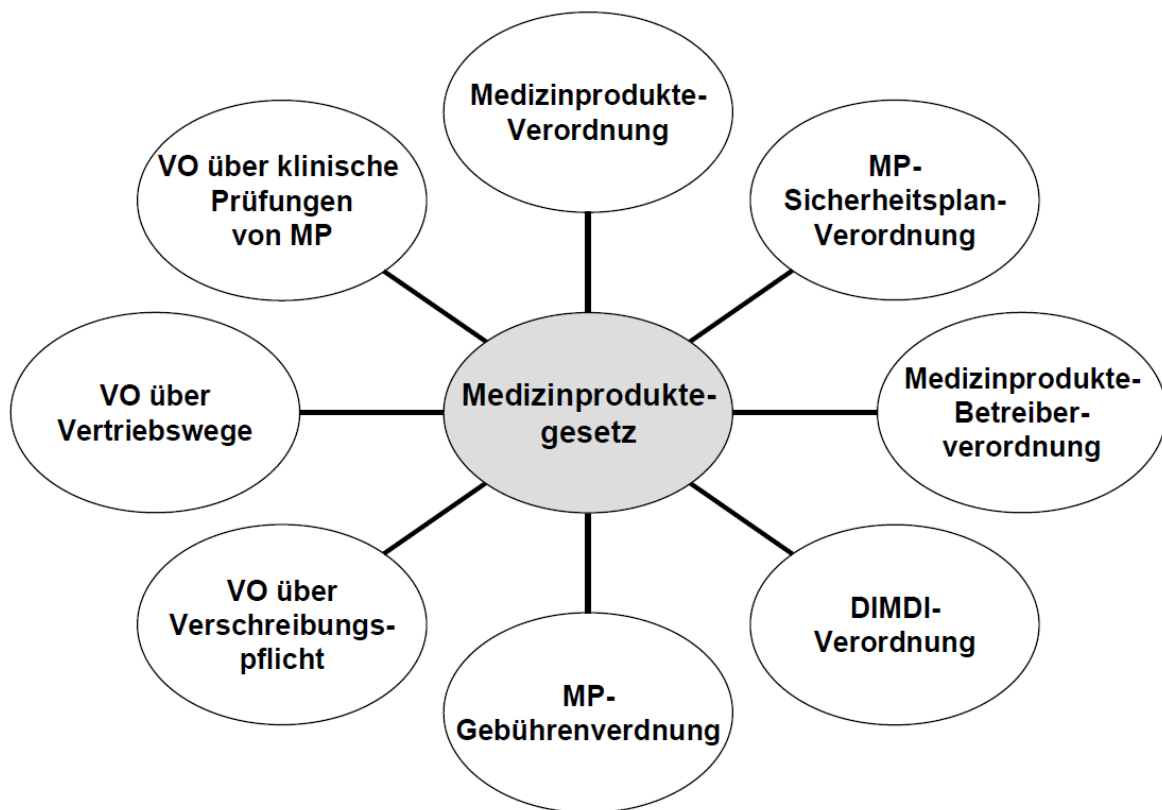 Medizinprodukte-
Verordnung
VO über klinische
Prüfungen
von MP
MP-
Sicherheitsplan-
Verordnung
VO über
Vertriebswege
Medizinprodukte-
gesetz
Medizinprodukte-
Betreiber-
verordnung
VO über
Verschreibungs-
pflicht
DIMDI-
Verordnung
MP-
Gebührenverdnung